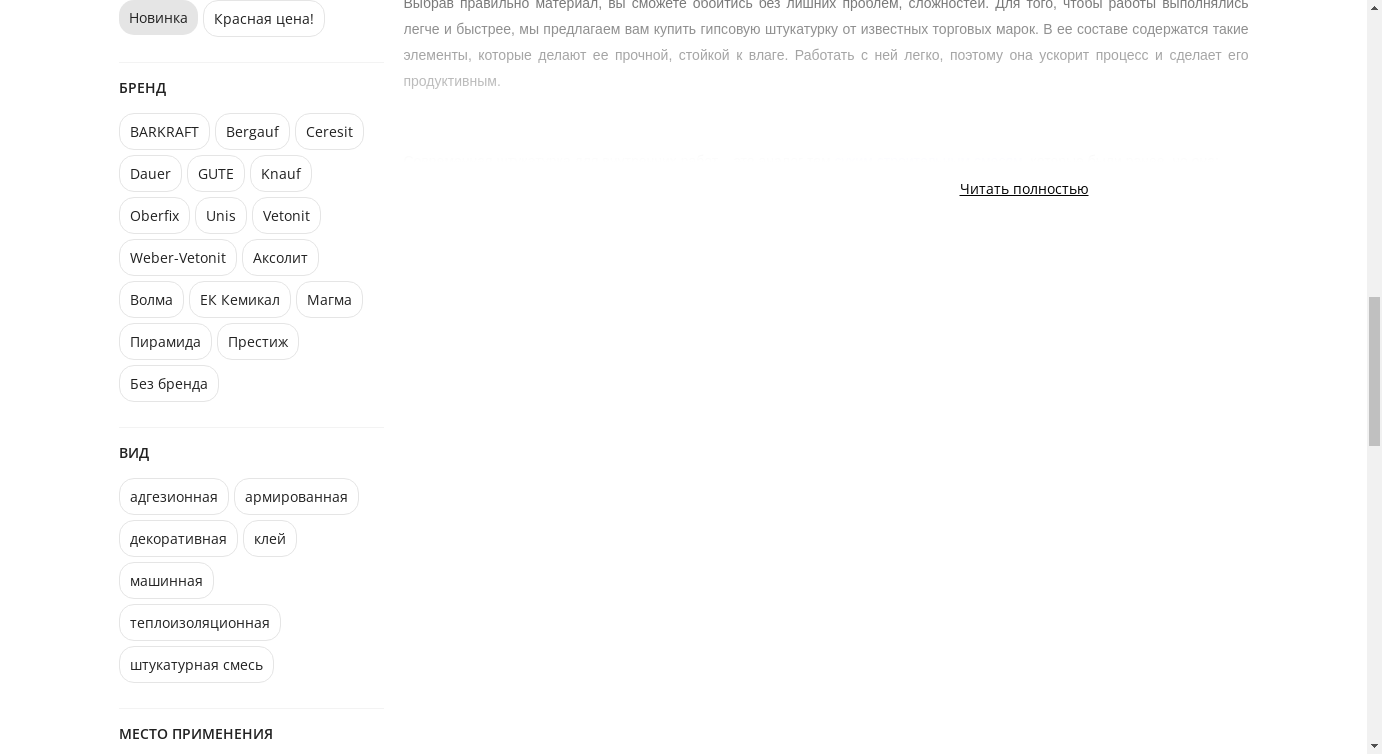 Новинка
Красная цена!
БРЕНД
BARKRAFT
Bergauf
Ceresit
Dauer
GUTE
Knauf
Oberfix
Unis
Vetonit
Weber-Vetonit
Аксолит
Волма
ЕК Кемикал
Магма
Пирамида
Престиж
Без бренда
ВИД
адгезионная
армированная
декоративная
клей
машинная
теплоизоляционная
штукатурная смесь
МЕСТО ПРИМЕНЕНИЯ
Выбрав правильно материал, вы сможете обойтись без лишних проблем, сложностей. Для того, чтобы работы выполнялись
легче и быстрее, мы предлагаем вам купить гипсовую штукатурку от известных торговых марок. В ее составе содержатся такие
элементы, которые делают ее прочной, стойкой к влаге. Работать с ней легко, поэтому она ускорит процесс и сделает его
продуктивным.
Читать полностью